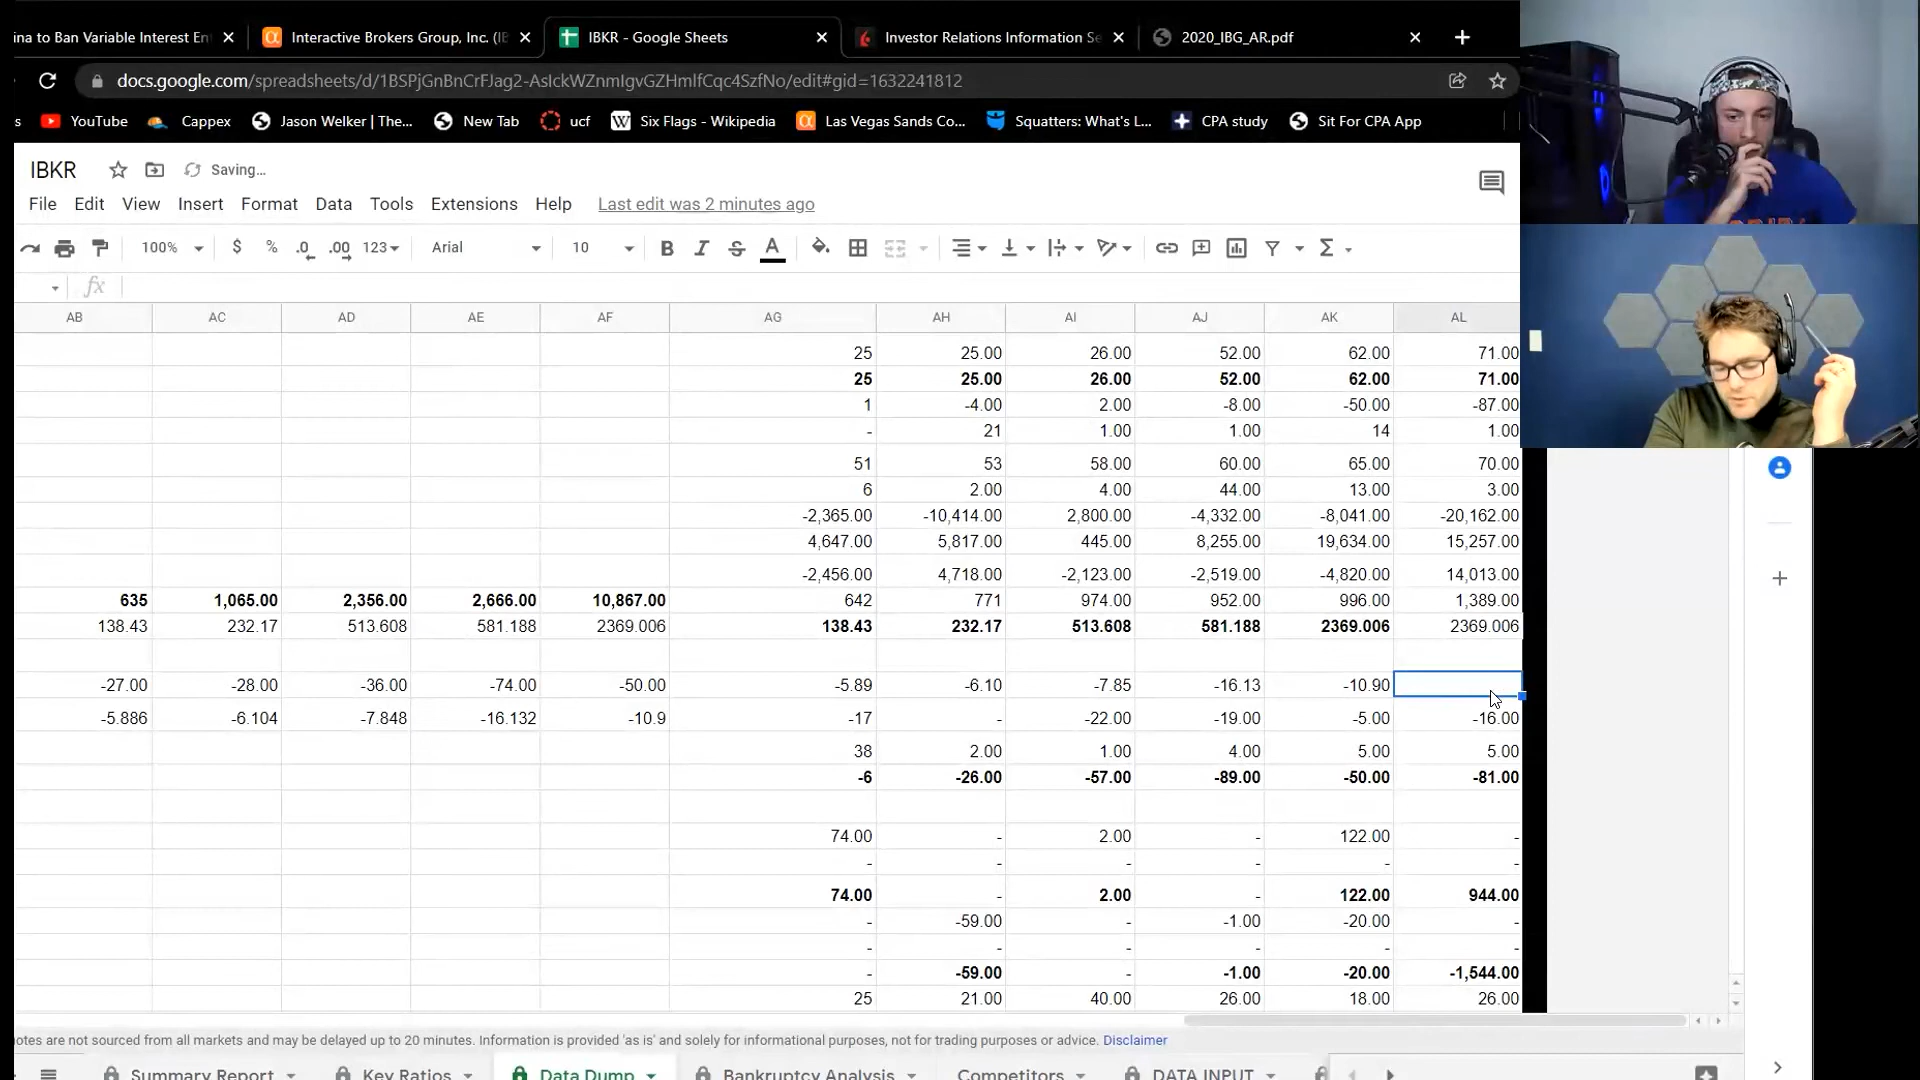 ina to Ban Variable Interest En
Interactive Brokers Group, Inc. (IB
IBKR - Google Sheets
Investor Relations Information Se
2020_IBG_AR.pdf
docs.google.com/spreadsheets/d/1BSPjGnBnCrFJag2-AsIckWZnmIgvGZHmlfCqc4SzfNo/edit#gid=1632241812
s YouTube Cappex Jason Welker | The... New Tab ucf Six Flags - Wikipedia Las Vegas Sands Co... Squatters: What's L... CPA study Sit For CPA App
IBKR Saving...
File Edit View Insert Format Data Tools Extensions Help Last edit was 2 minutes ago
100% $ % .0 .00 123 Arial 10 B I S A Σ
fx
AB AC AD AE AF AG AH AI AJ AK AL
25 25.00 26.00 52.00 62.00 71.00
25 25.00 26.00 52.00 62.00 71.00
1 -4.00 2.00 -8.00 -50.00 -87.00
- 21 1.00 1.00 14 1.00
51 53 58.00 60.00 65.00 70.00
6 2.00 4.00 44.00 13.00 3.00
-2,365.00 -10,414.00 2,800.00 -4,332.00 -8,041.00 -20,162.00
4,647.00 5,817.00 445.00 8,255.00 19,634.00 15,257.00
-2,456.00 4,718.00 -2,123.00 -2,519.00 -4,820.00 14,013.00
635 1,065.00 2,356.00 2,666.00 10,867.00 642 771 974.00 952.00 996.00 1,389.00
138.43 232.17 513.608 581.188 2369.006 138.43 232.17 513.608 581.188 2369.006 2369.006
-27.00 -28.00 -36.00 -74.00 -50.00 -5.89 -6.10 -7.85 -16.13 -10.90
-5.886 -6.104 -7.848 -16.132 -10.9 -17 - -22.00 -19.00 -5.00 -16.00
38 2.00 1.00 4.00 5.00 5.00
-6 -26.00 -57.00 -89.00 -50.00 -81.00
74.00 - 2.00 - 122.00 -
- - - - - -
74.00 - 2.00 - 122.00 944.00
- -59.00 - -1.00 -20.00 -
- - - - - -
- -59.00 - -1.00 -20.00 -1,544.00
25 21.00 40.00 26.00 18.00 26.00
otes are not sourced from all markets and may be delayed up to 20 minutes. Information is provided 'as is' and solely for informational purposes, not for trading purposes or advice. Disclaimer
Summary Report Key Ratios Data Dump Bankruptcy Analysis Competitors DATA INPUT